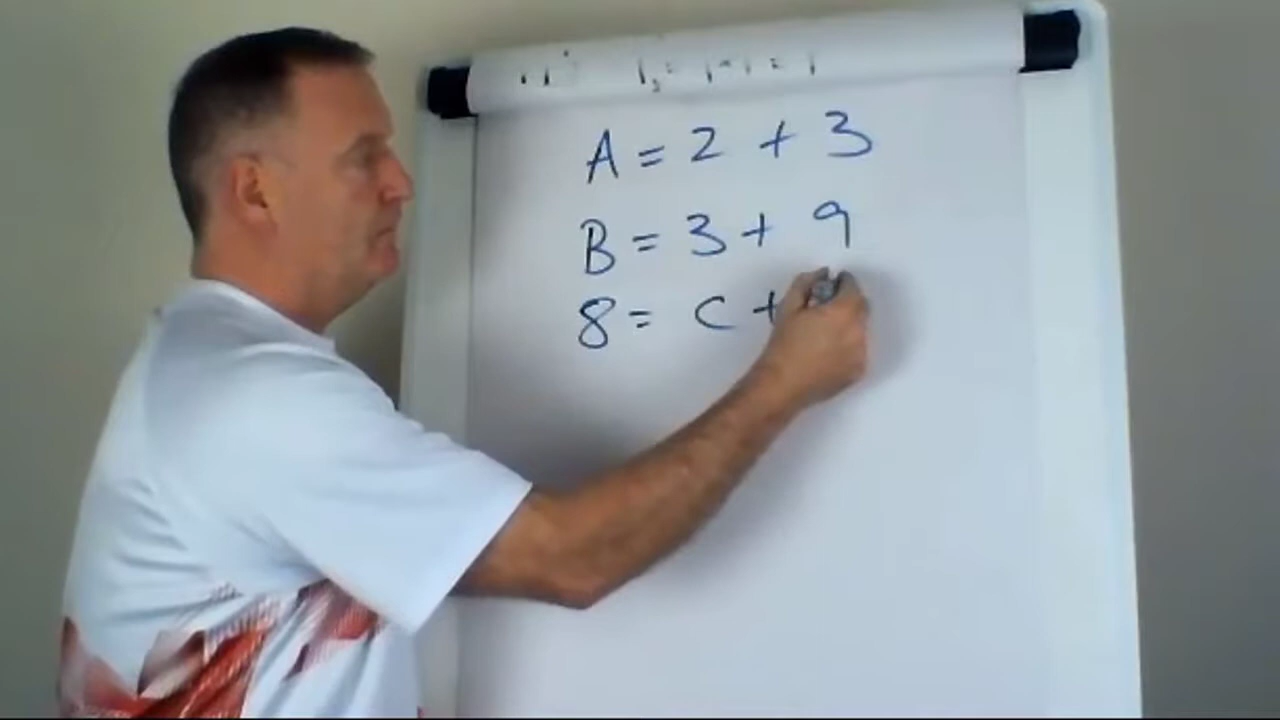 A = 2 + 3
B = 3 + 9
8 = C +